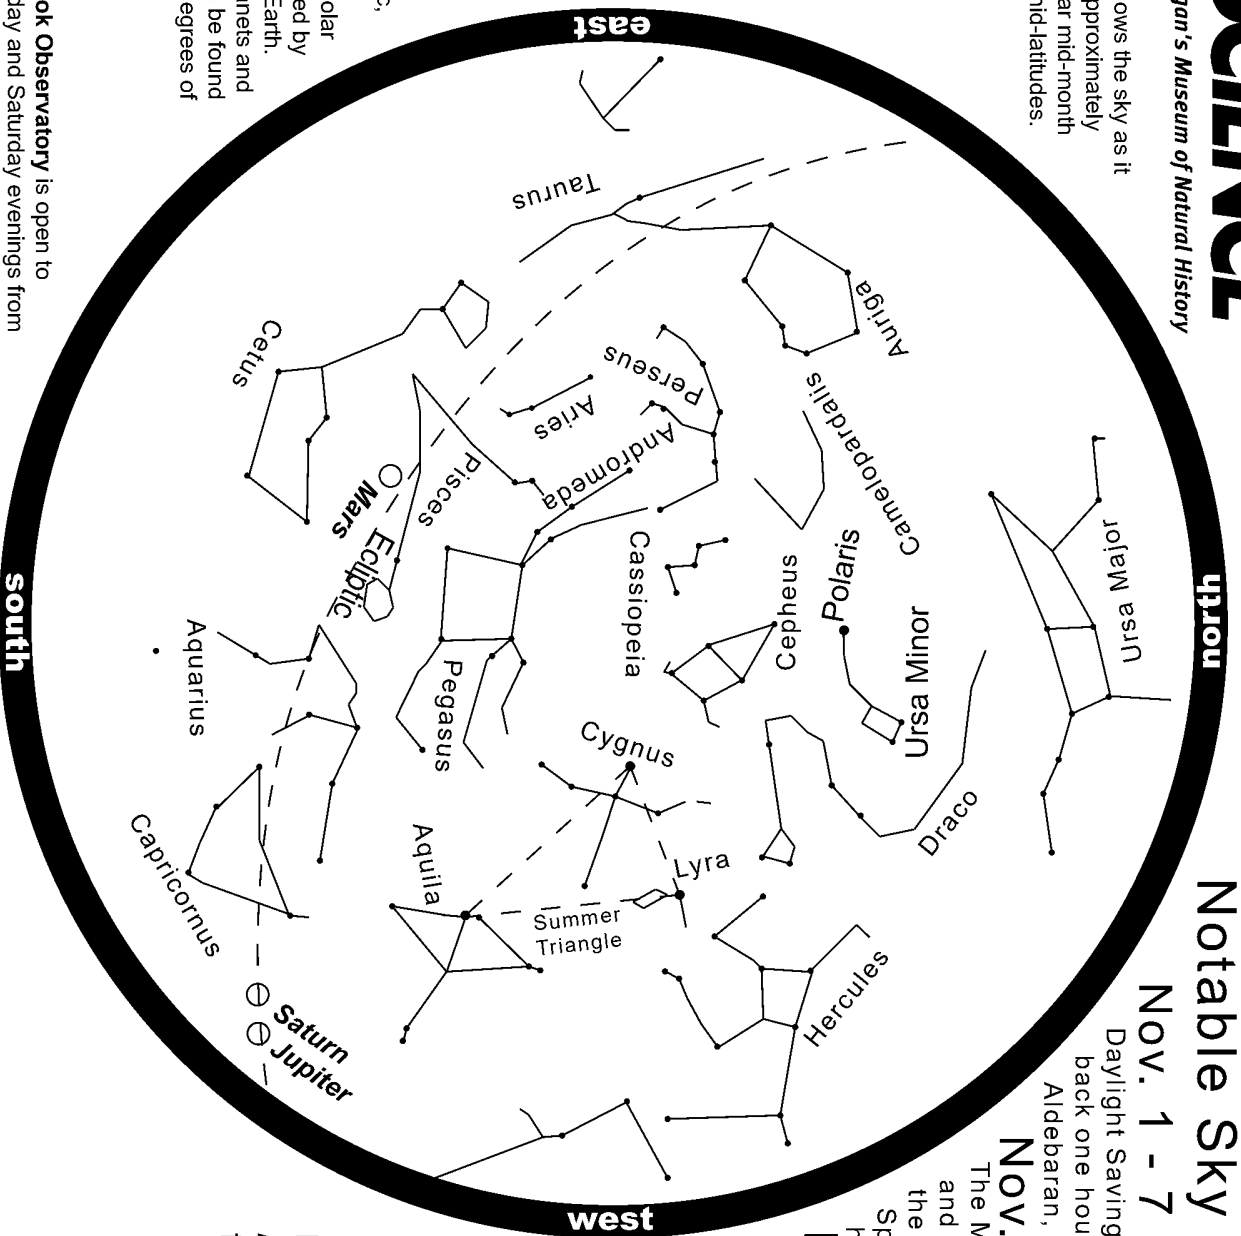 gan's Museum of Natural History
ows the sky as it
pproximately
ar mid-month
nid-latitudes.
olar
ed by
Earth.
nets and
be found
egrees of
ok Observatory is open to
day and Saturday evenings from
east
north
south
west
Taurus
Auriga
Cetus
Perseus
Aries
Andromeda
Camelopardalis
Pisces
Mars
Ecliptic
Cassiopeia
Cepheus
Polaris
Ursa Minor
Ursa Major
Aquarius
Pegasus
Cygnus
Draco
Capricornus
Aquila
Lyra
Summer
Triangle
Hercules
Saturn
Jupiter
Notable Sky
Nov. 1 - 7
Daylight Saving
back one hou
Aldebaran,
Nov.
The M
and
the
Sp